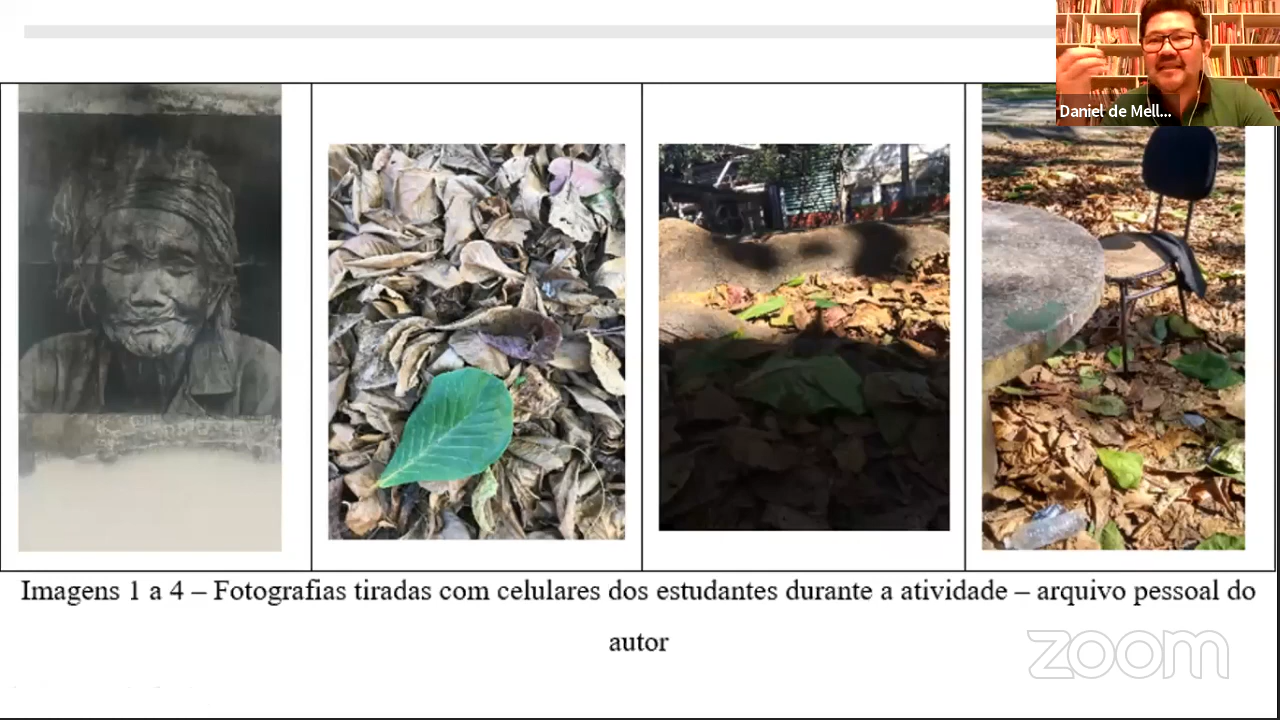 Daniel de Mell...
Imagens 1 a 4 – Fotografias tiradas com celulares dos estudantes durante a atividade – arquivo pessoal do
autor
zoom